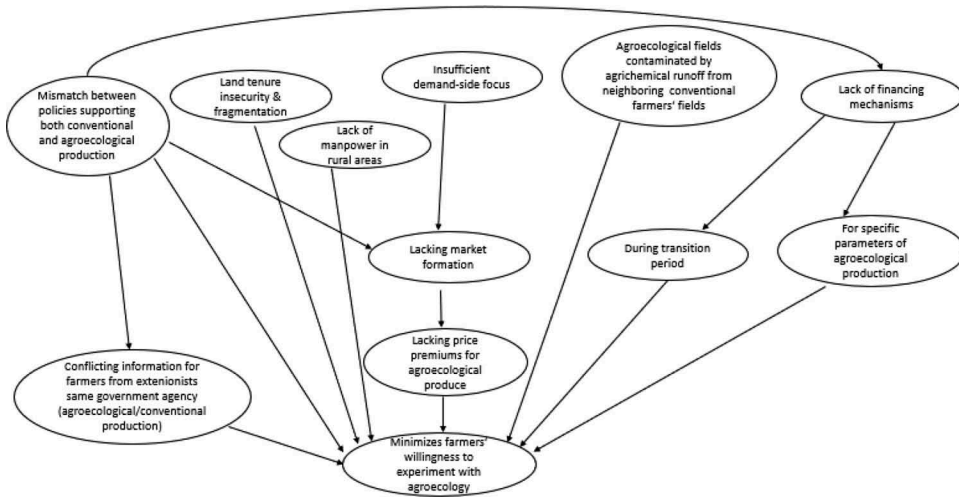 Mismatch between
policies supporting
both conventional
and agroecological
production
Land tenure
insecurity &
fragmentation
Lack of
manpower in
rural areas
Insufficient
demand-side focus
Agroecological fields
contaminated by
agrichemical runoff from
neighboring conventional
farmers' fields
Lack of financing
mechanisms
Lacking market
formation
During transition
period
For specific
parameters of
agroecological
production
Lacking price
premiums for
agroecological
produce
Conflicting information for
farmers from extenionists
same government agency
(agroecological/conventional
production)
Minimizes farmers'
willingness to
experiment with
agroecology